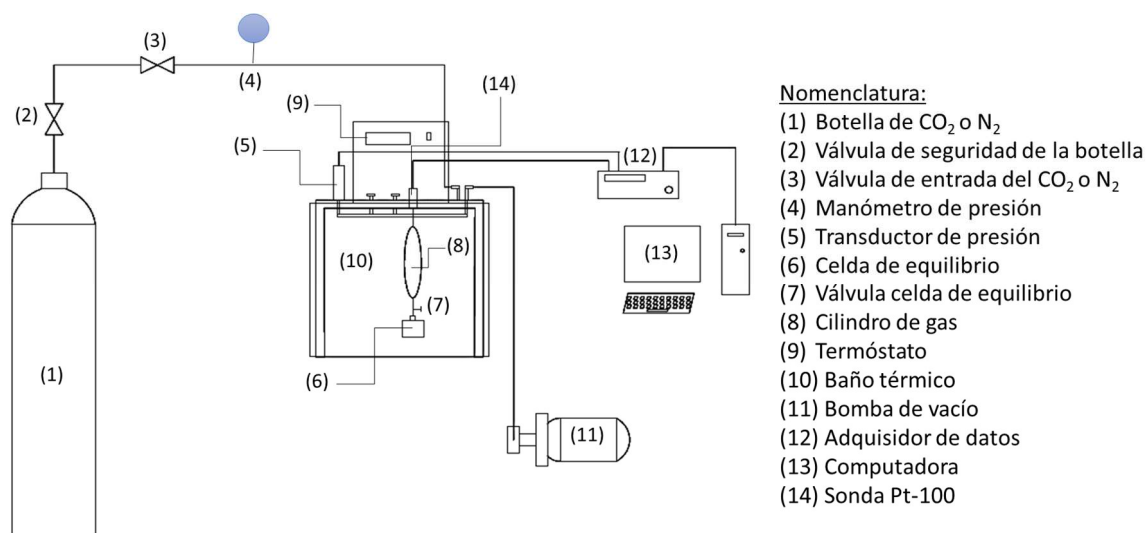 (3)
(14)
(4)
(9)
(2)
(12)
(5)
(8)
(10)
(13)
(7)
(1)
(6)
(11)
Nomenclatura:
(1) Botella de CO₂ o N₂
(2) Válvula de seguridad de la botella
(3) Válvula de entrada del CO₂ o N₂
(4) Manómetro de presión
(5) Transductor de presión
(6) Celda de equilibrio
(7) Válvula celda de equilibrio
(8) Cilindro de gas
(9) Termóstato
(10) Baño térmico
(11) Bomba de vacío
(12) Adquisidor de datos
(13) Computadora
(14) Sonda Pt-100